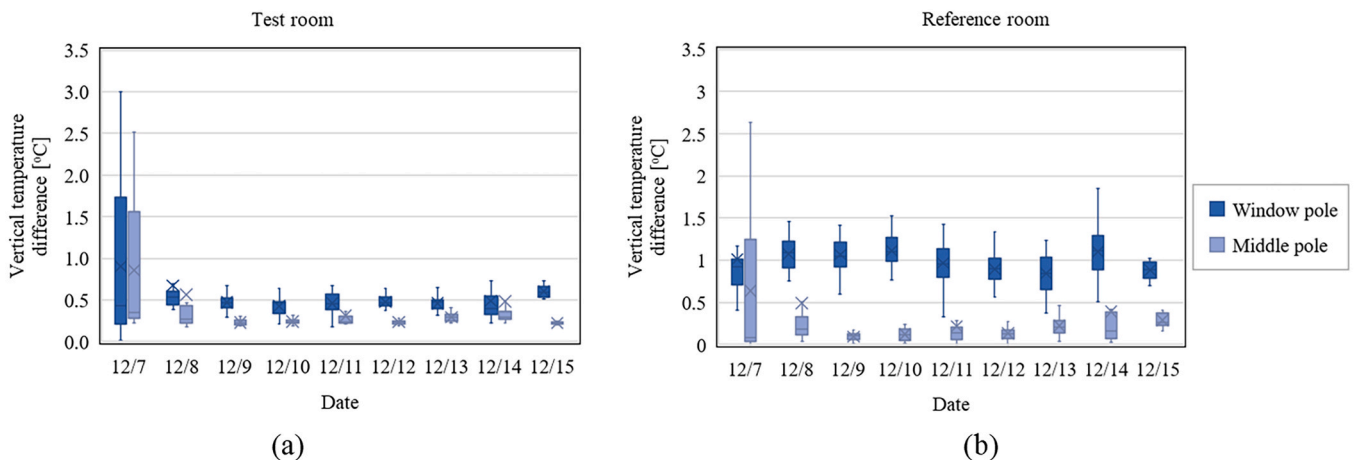 Test room
Vertical temperature
difference [°C]
3.5
3.0
2.5
2.0
1.5
1.0
0.5
0.0
12/7 12/8 12/9 12/10 12/11 12/12 12/13 12/14 12/15
Date
(a)
Reference room
Vertical temperature
difference [°C]
3.5
3
2.5
2
1.5
1
0.5
0
12/7 12/8 12/9 12/10 12/11 12/12 12/13 12/14 12/15
Date
(b)
Window pole
Middle pole